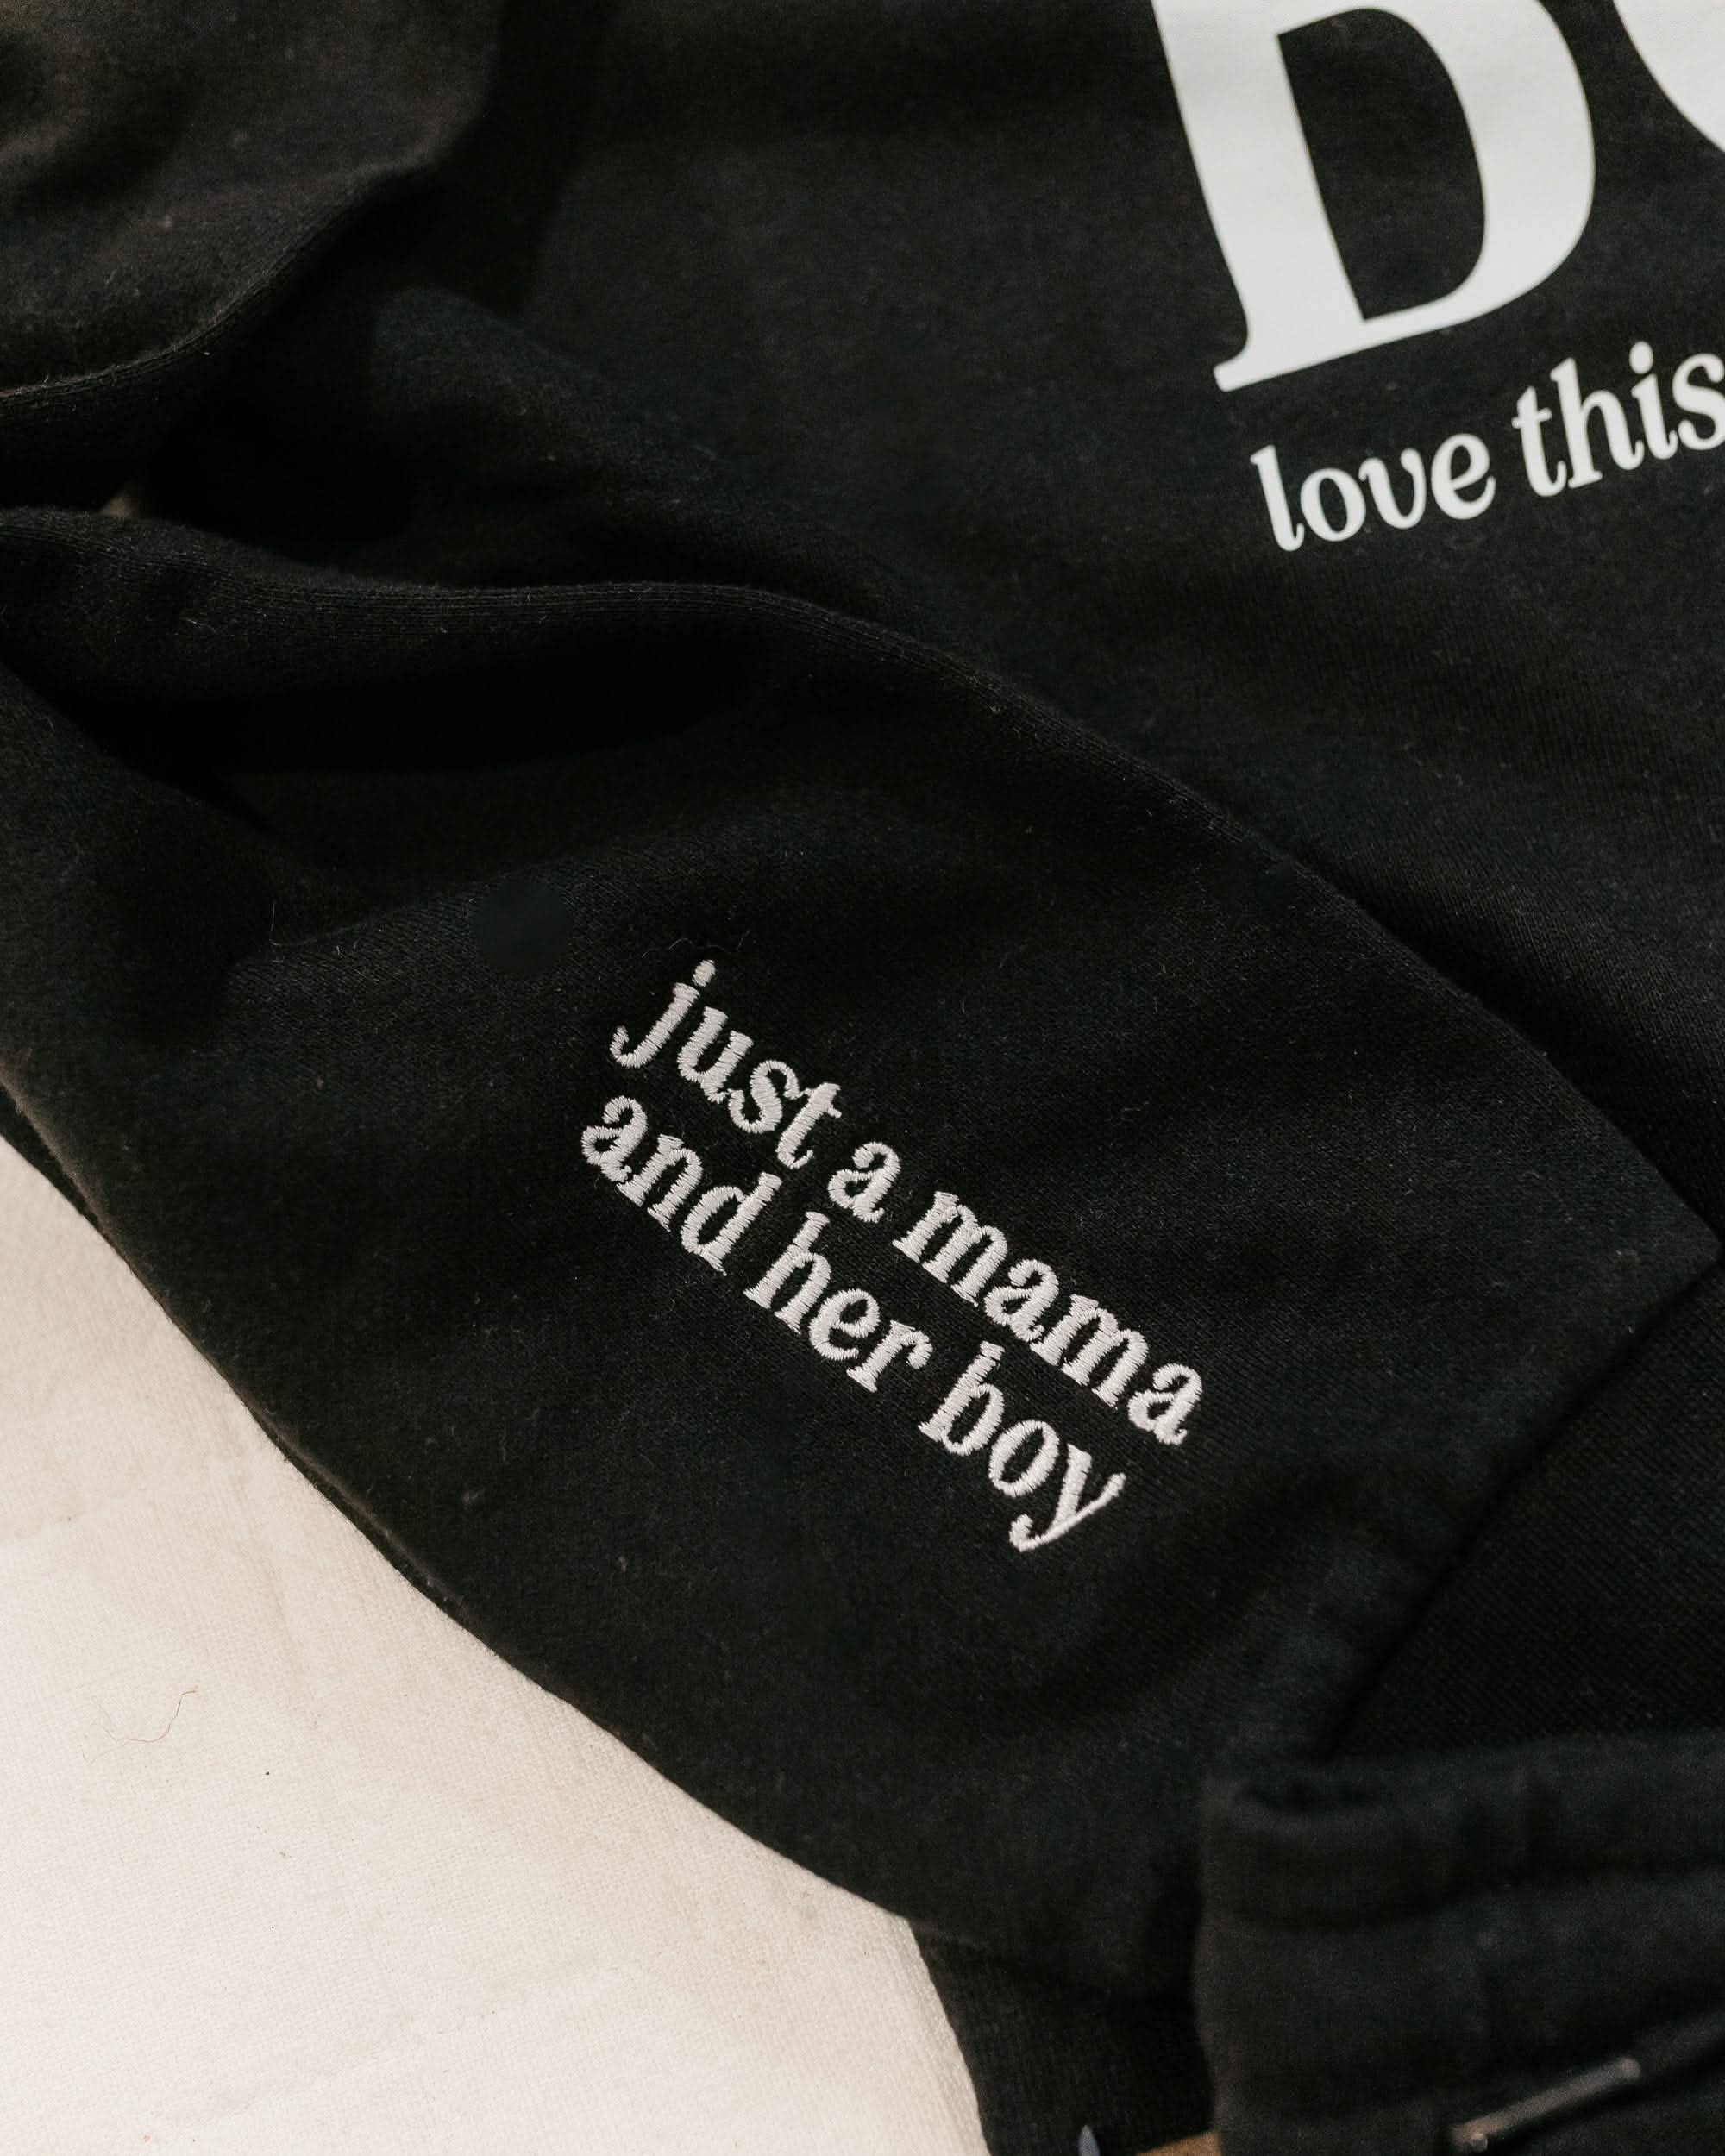 love this
just a mama
and her boy